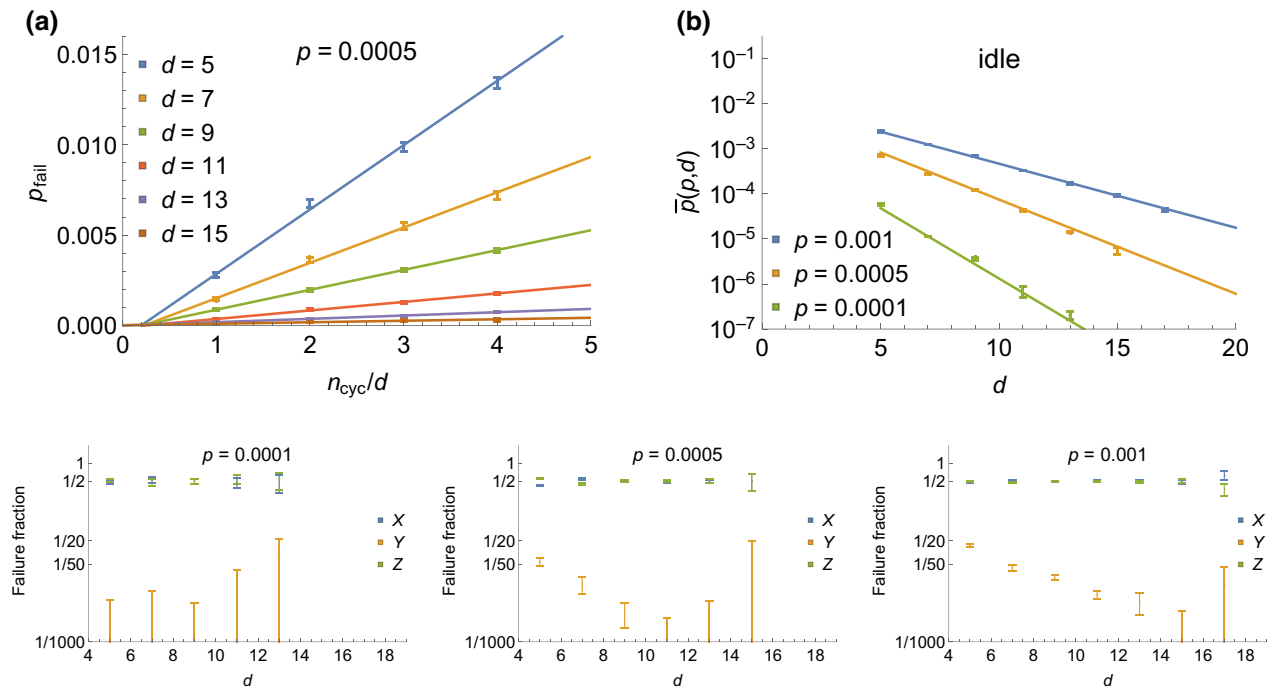 (a)
p = 0.0005
0.015
0.010
0.005
0.000
p_fail
d = 5
d = 7
d = 9
d = 11
d = 13
d = 15
0 1 2 3 4 5
n_cyc/d
(b)
idle
10^-1
10^-2
10^-3
10^-4
10^-5
10^-6
10^-7
p̅(p,d)
p = 0.001
p = 0.0005
p = 0.0001
0 5 10 15 20
d
p = 0.0001
1
1/2
1/20
1/50
1/1000
Failure fraction
X
Y
Z
4 6 8 10 12 14 16 18
d
p = 0.0005
1
1/2
1/20
1/50
1/1000
Failure fraction
X
Y
Z
4 6 8 10 12 14 16 18
d
p = 0.001
1
1/2
1/20
1/50
1/1000
Failure fraction
X
Y
Z
4 6 8 10 12 14 16 18
d